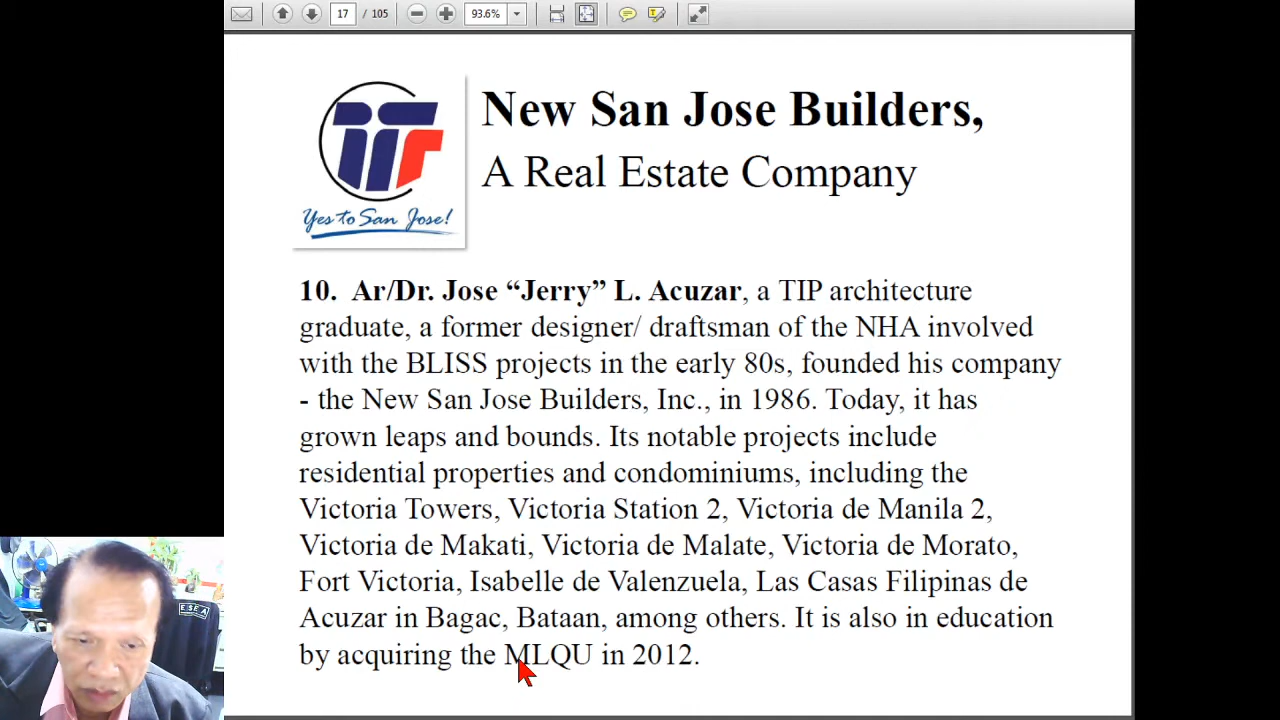 17 / 105
93.6%
New San Jose Builders,
A Real Estate Company
Yes to San Jose!
10. Ar/Dr. Jose “Jerry” L. Acuzar, a TIP architecture
graduate, a former designer/ draftsman of the NHA involved
with the BLISS projects in the early 80s, founded his company
- the New San Jose Builders, Inc., in 1986. Today, it has
grown leaps and bounds. Its notable projects include
residential properties and condominiums, including the
Victoria Towers, Victoria Station 2, Victoria de Manila 2,
Victoria de Makati, Victoria de Malate, Victoria de Morato,
Fort Victoria, Isabelle de Valenzuela, Las Casas Filipinas de
Acuzar in Bagac, Bataan, among others. It is also in education
by acquiring the MLQU in 2012.
ESEA